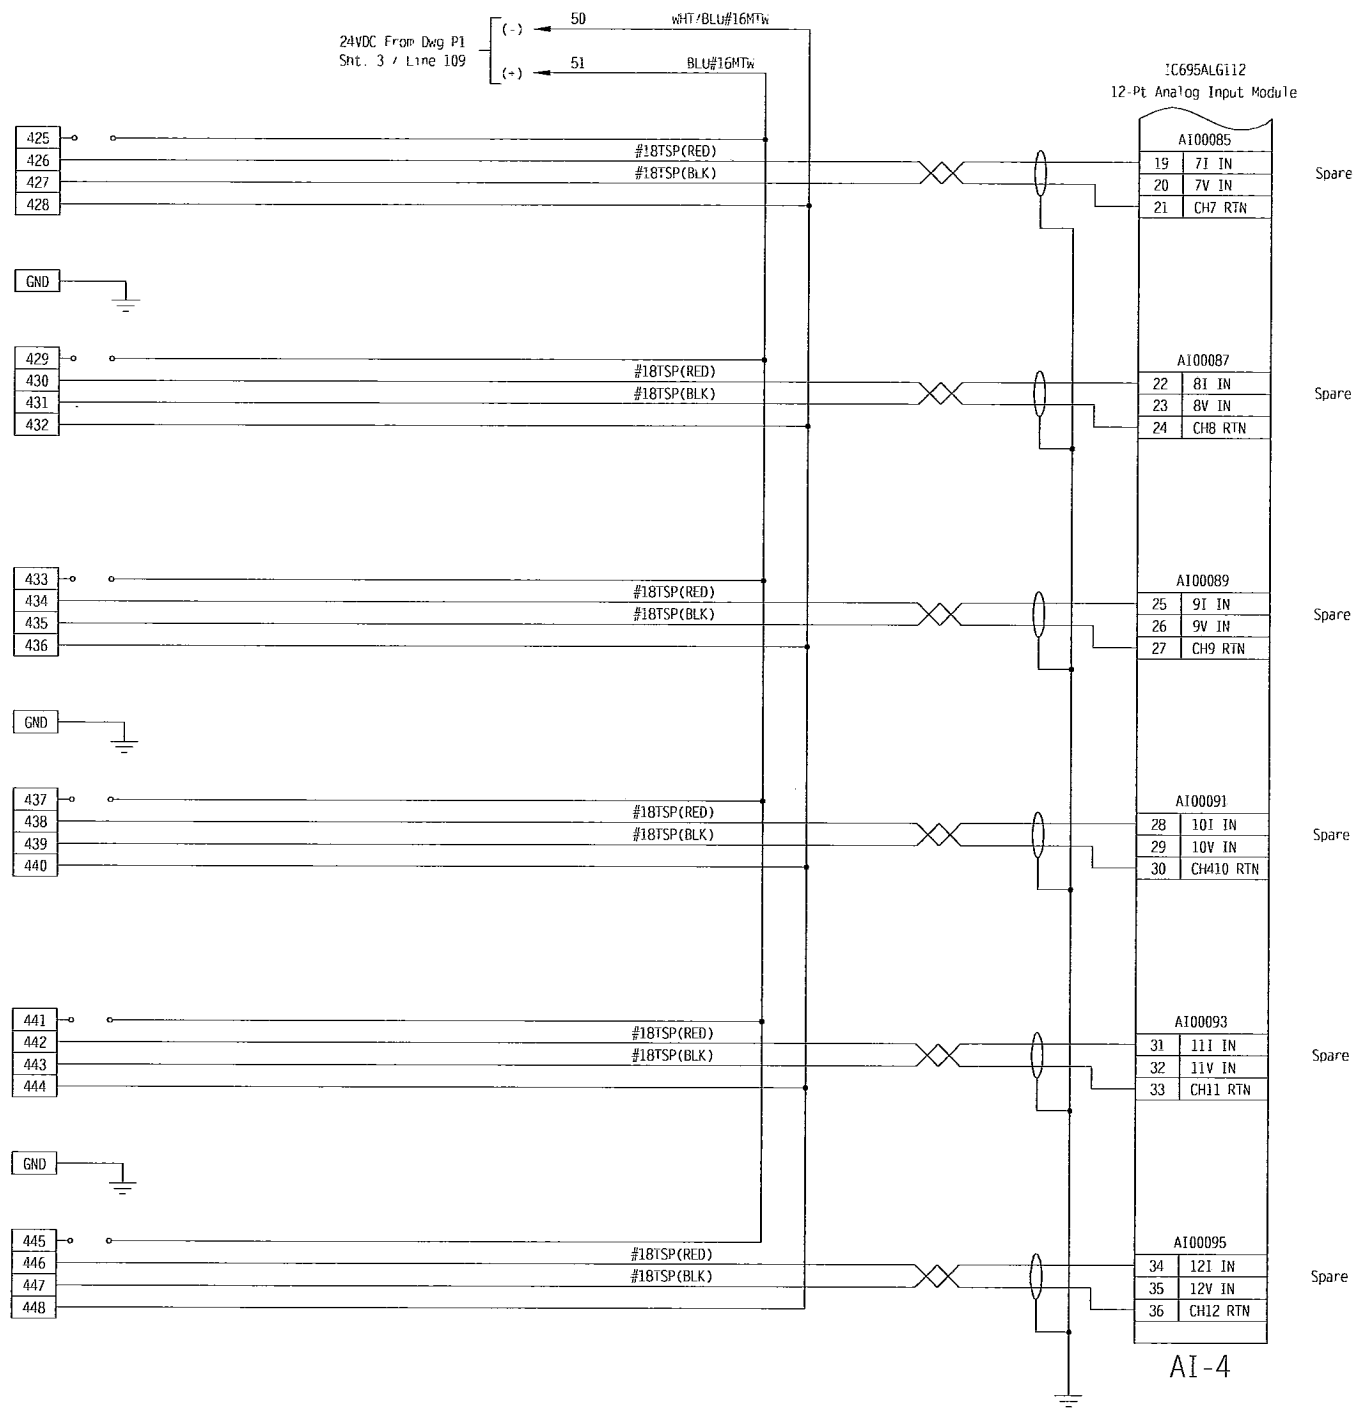 50 WHT/BLU#16MTW
(-)
24VDC From Dwg P1
Sht. 3 / Line 109
51 BLU#16MTW
(+)
IC695ALG112
12-Pt Analog Input Module
AI00085
425
426 #18TSP(RED) 19 7I IN
427 #18TSP(BLK) 20 7V IN Spare
428 21 CH7 RTN
GND
AI00087
429
430 #18TSP(RED) 22 8I IN
431 #18TSP(BLK) 23 8V IN Spare
432 24 CH8 RTN
AI00089
433
434 #18TSP(RED) 25 9I IN
435 #18TSP(BLK) 26 9V IN Spare
436 27 CH9 RTN
GND
AI00091
437
438 #18TSP(RED) 28 10I IN
439 #18TSP(BLK) 29 10V IN Spare
440 30 CH410 RTN
AI00093
441
442 #18TSP(RED) 31 11I IN
443 #18TSP(BLK) 32 11V IN Spare
444 33 CH11 RTN
GND
AI00095
445
446 #18TSP(RED) 34 12I IN
447 #18TSP(BLK) 35 12V IN Spare
448 36 CH12 RTN
AI-4